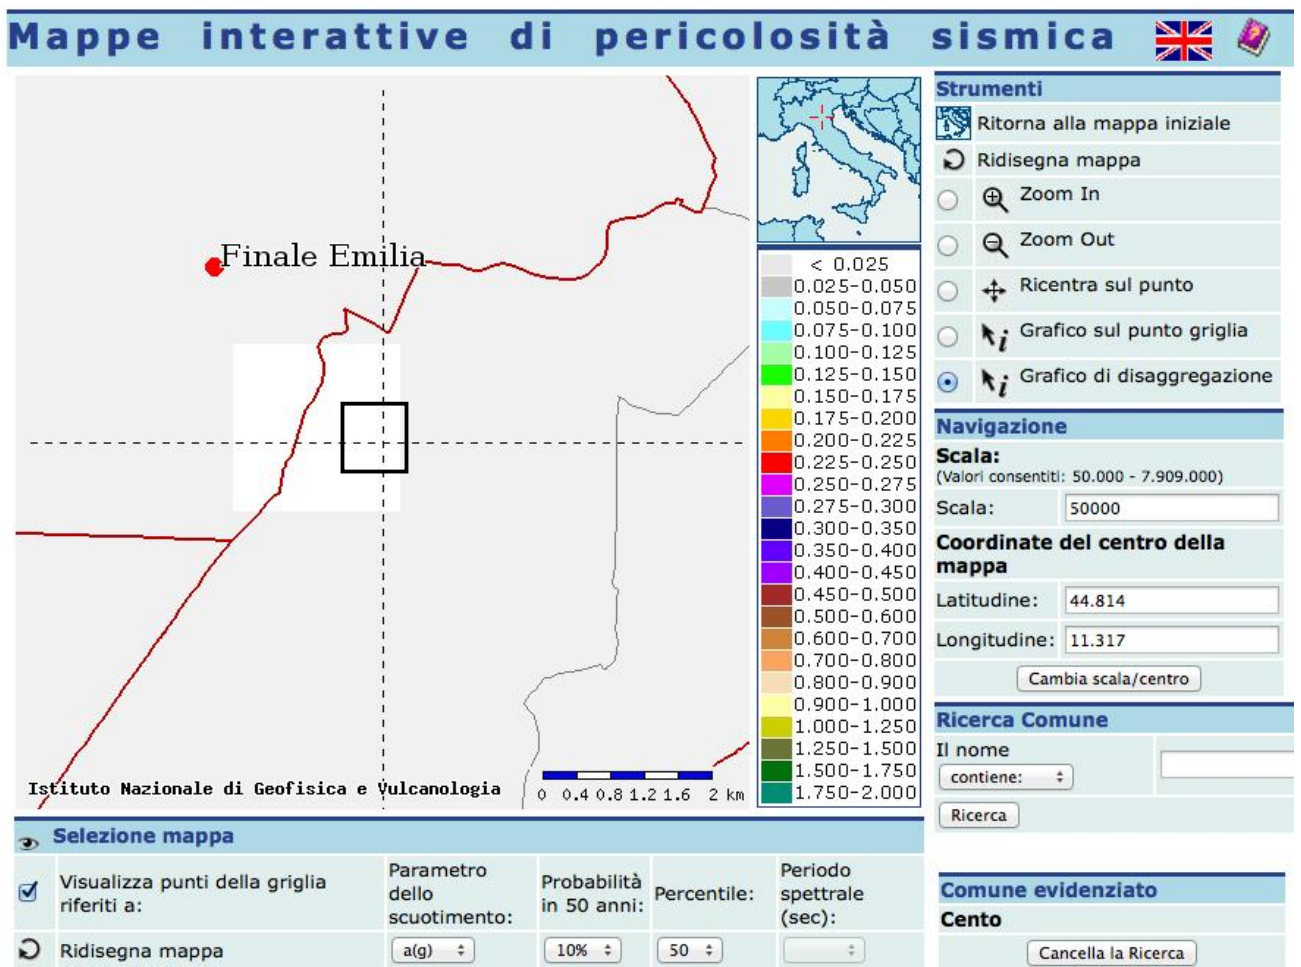 Mappe interattive di pericolosità sismica
Finale Emilia
Istituto Nazionale di Geofisica e Vulcanologia
0 0.4 0.8 1.2 1.6 2 km
< 0.025
0.025-0.050
0.050-0.075
0.075-0.100
0.100-0.125
0.125-0.150
0.150-0.175
0.175-0.200
0.200-0.225
0.225-0.250
0.250-0.275
0.275-0.300
0.300-0.350
0.350-0.400
0.400-0.450
0.450-0.500
0.500-0.600
0.600-0.700
0.700-0.800
0.800-0.900
0.900-1.000
1.000-1.250
1.250-1.500
1.500-1.750
1.750-2.000
Strumenti
Ritorna alla mappa iniziale
Ridisegna mappa
Zoom In
Zoom Out
Ricentra sul punto
Grafico sul punto griglia
Grafico di disaggregazione
Navigazione
Scala:
(Valori consentiti: 50.000 - 7.909.000)
Scala: 50000
Coordinate del centro della
mappa
Latitudine: 44.814
Longitudine: 11.317
Cambia scala/centro
Ricerca Comune
Il nome
contiene:
Ricerca
Selezione mappa
Visualizza punti della griglia
riferiti a:
Parametro
dello
scuotimento:
Probabilità
in 50 anni:
Percentile:
Periodo
spettrale
(sec):
Ridisegna mappa
a(g)
10%
50
Comune evidenziato
Cento
Cancella la Ricerca